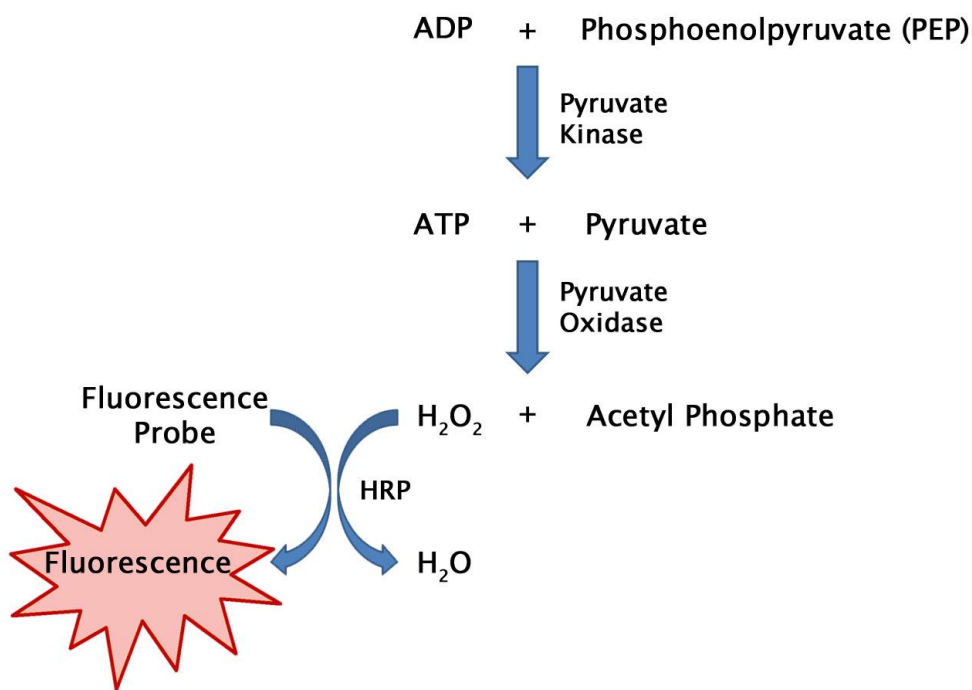 ADP + Phosphoenolpyruvate (PEP)
Pyruvate
Kinase
ATP + Pyruvate
Pyruvate
Oxidase
Fluorescence
Probe
H₂O₂ + Acetyl Phosphate
HRP
Fluorescence
H₂O